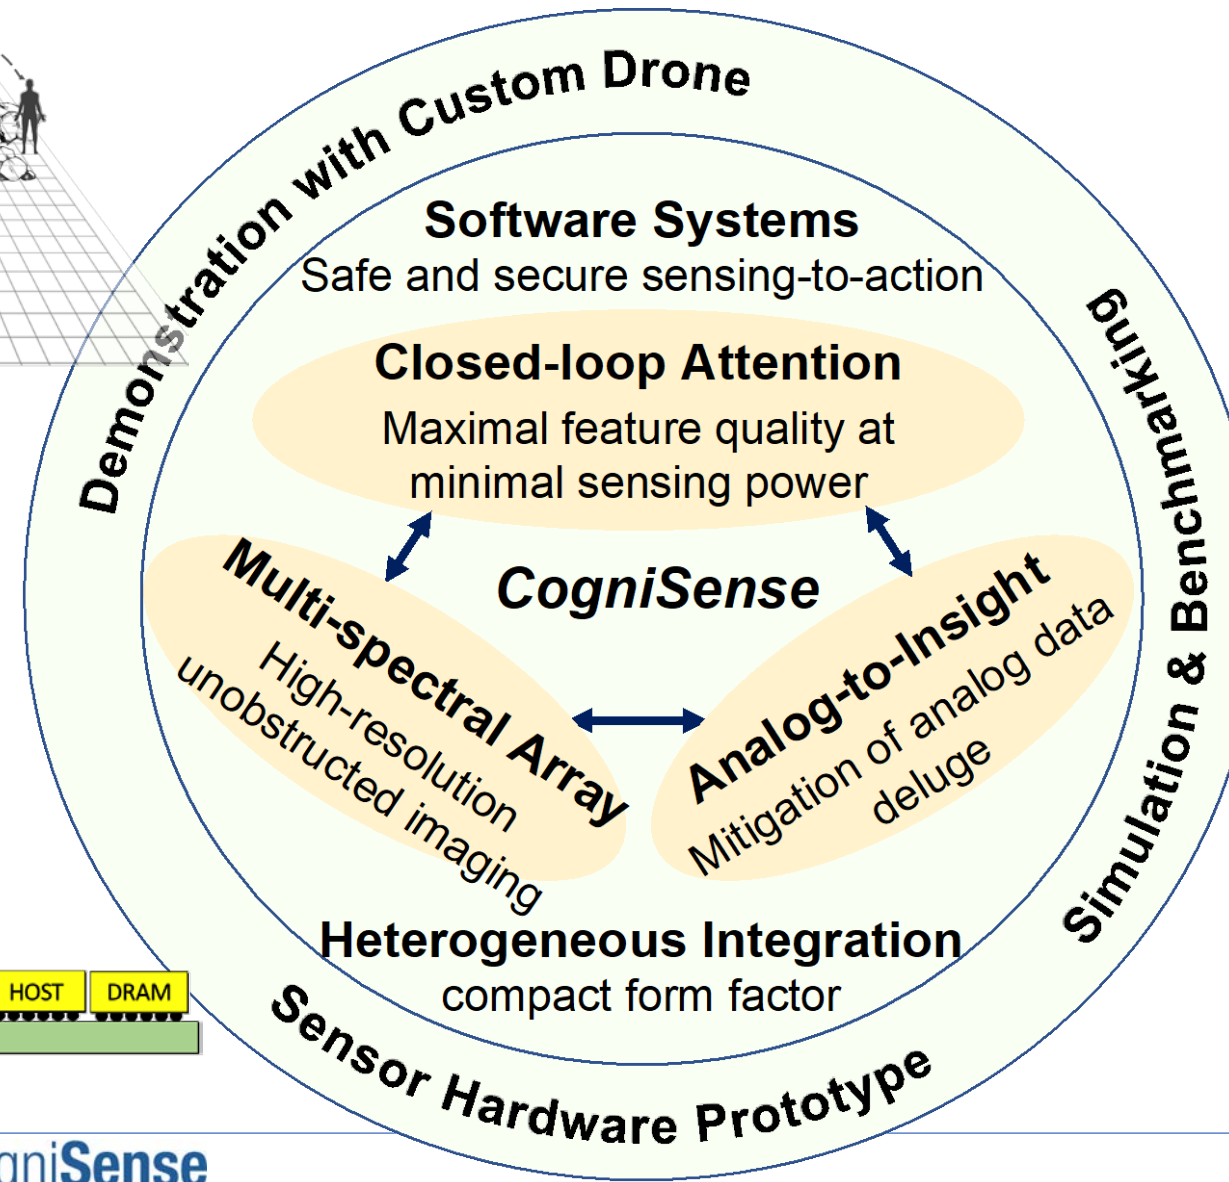 Demonstration with Custom Drone
Software Systems
Safe and secure sensing-to-action
Closed-loop Attention
Maximal feature quality at
minimal sensing power
CogniSense
Multi-spectral Array
High-resolution
unobstructed imaging
Analog-to-Insight
Mitigation of analog data
deluge
Simulation & Benchmarking
Heterogeneous Integration
compact form factor
HOST
DRAM
Sensor Hardware Prototype
gniSense